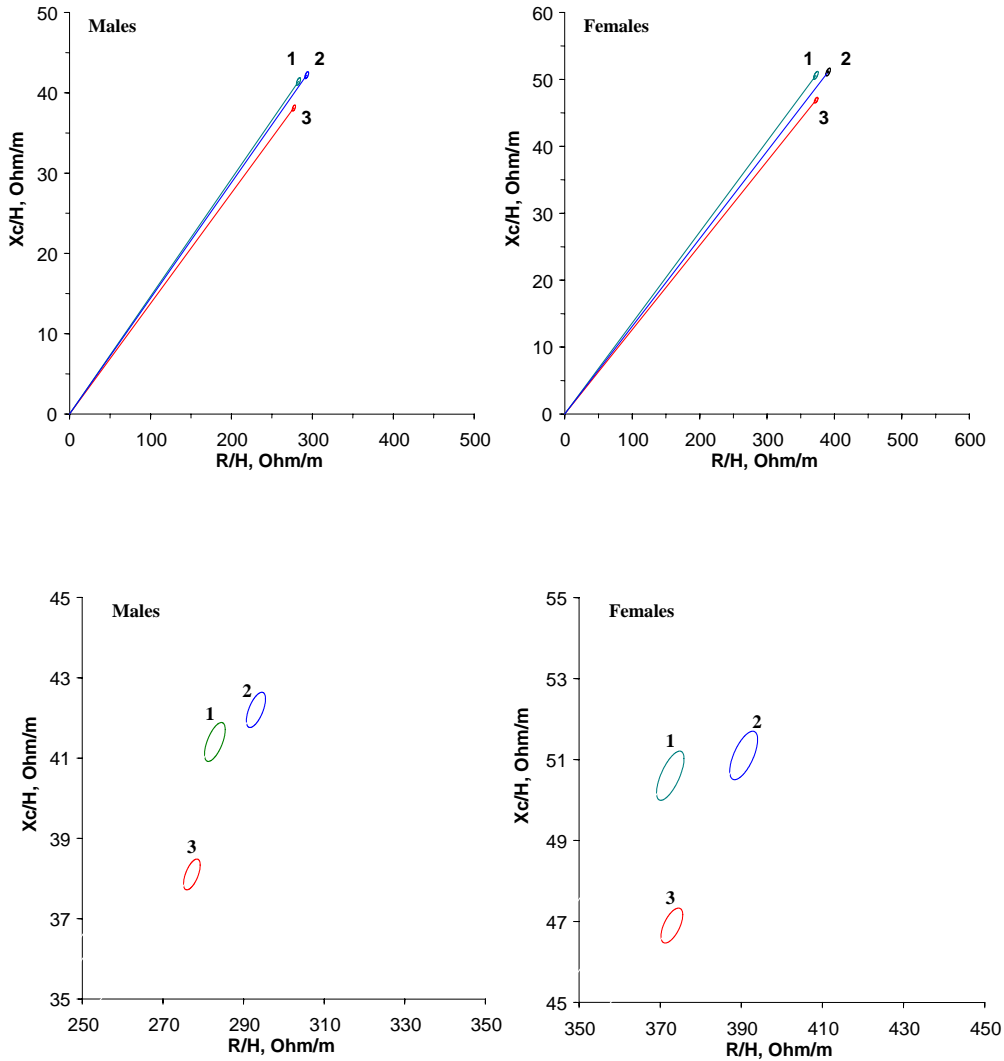 Males
50
40
30
20
10
0
Xc/H, Ohm/m
1 2
3
0 100 200 300 400 500
R/H, Ohm/m
Females
60
50
40
30
20
10
0
Xc/H, Ohm/m
1 2
3
0 100 200 300 400 500 600
R/H, Ohm/m
Males
45
43
41
39
37
35
Xc/H, Ohm/m
2
1
3
250 270 290 310 330 350
R/H, Ohm/m
Females
55
53
51
49
47
45
Xc/H, Ohm/m
2
1
3
350 370 390 410 430 450
R/H, Ohm/m